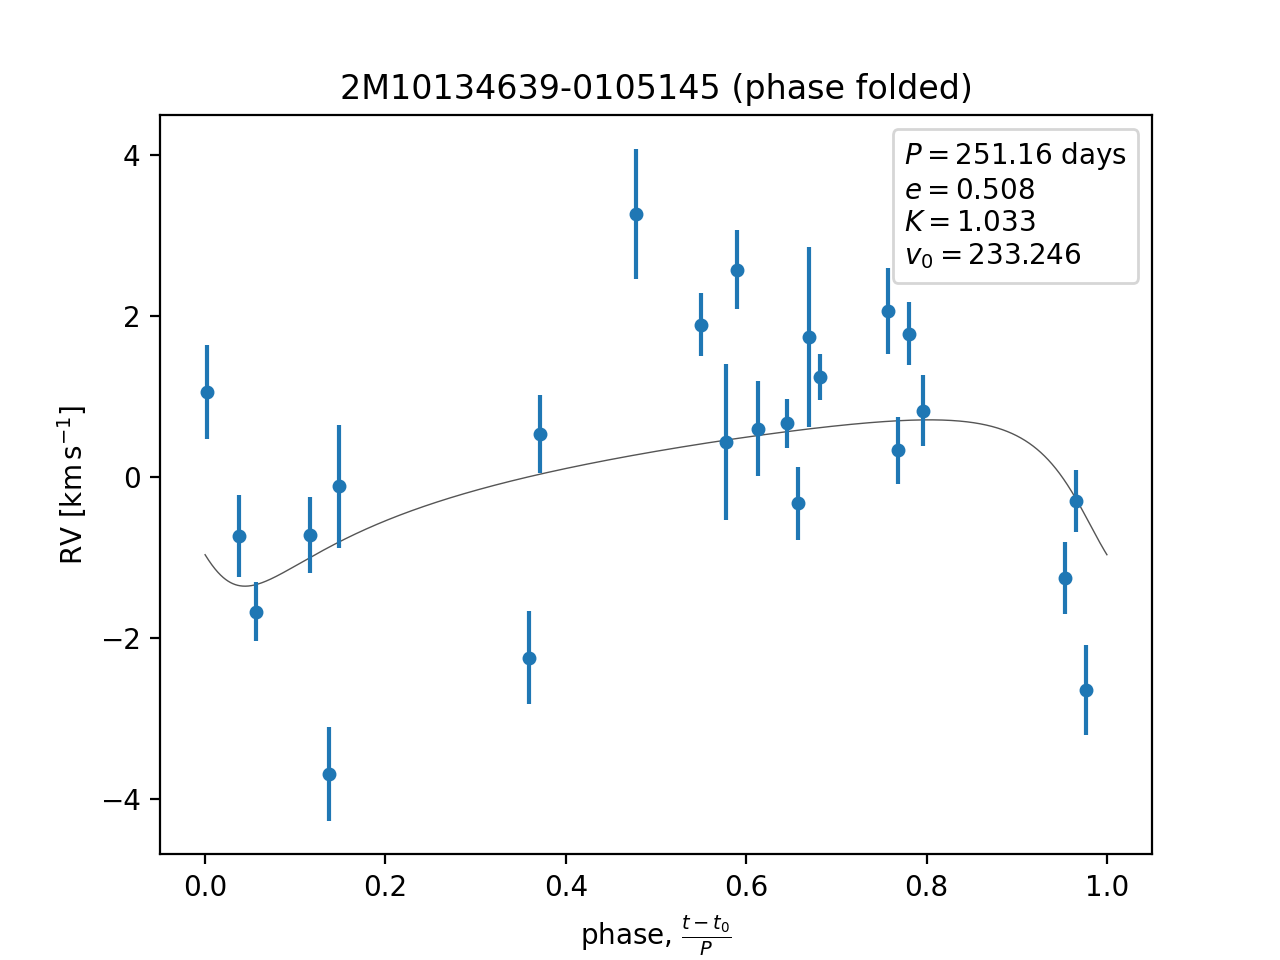 2M10134639-0105145 (phase folded)
P = 251.16 days
e = 0.508
K = 1.033
v₀ = 233.246
4
2
0
−2
−4
RV [km s⁻¹]
0.0 0.2 0.4 0.6 0.8 1.0
phase, (t − t₀)/P